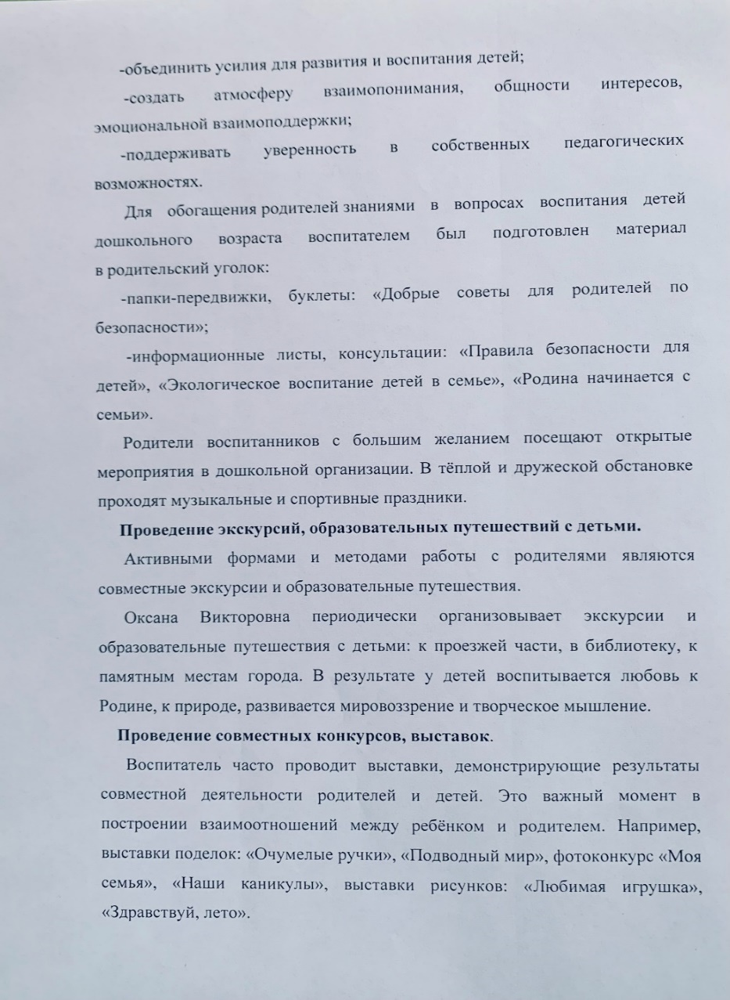 -объединить усилия для развития и воспитания детей;
-создать атмосферу взаимопонимания, общности интересов,
эмоциональной взаимоподдержки;
-поддерживать уверенность в собственных педагогических
возможностях.
Для обогащения родителей знаниями в вопросах воспитания детей
дошкольного возраста воспитателем был подготовлен материал
в родительский уголок:
-папки-передвижки, буклеты: «Добрые советы для родителей по
безопасности»;
-информационные листы, консультации: «Правила безопасности для
детей», «Экологическое воспитание детей в семье», «Родина начинается с
семьи».
Родители воспитанников с большим желанием посещают открытые
мероприятия в дошкольной организации. В тёплой и дружеской обстановке
проходят музыкальные и спортивные праздники.
Проведение экскурсий, образовательных путешествий с детьми.
Активными формами и методами работы с родителями являются
совместные экскурсии и образовательные путешествия.
Оксана Викторовна периодически организовывает экскурсии и
образовательные путешествия с детьми: к проезжей части, в библиотеку, к
памятным местам города. В результате у детей воспитывается любовь к
Родине, к природе, развивается мировоззрение и творческое мышление.
Проведение совместных конкурсов, выставок.
Воспитатель часто проводит выставки, демонстрирующие результаты
совместной деятельности родителей и детей. Это важный момент в
построении взаимоотношений между ребёнком и родителем. Например,
выставки поделок: «Очумелые ручки», «Подводный мир», фотоконкурс «Моя
семья», «Наши каникулы», выставки рисунков: «Любимая игрушка»,
«Здравствуй, лето».